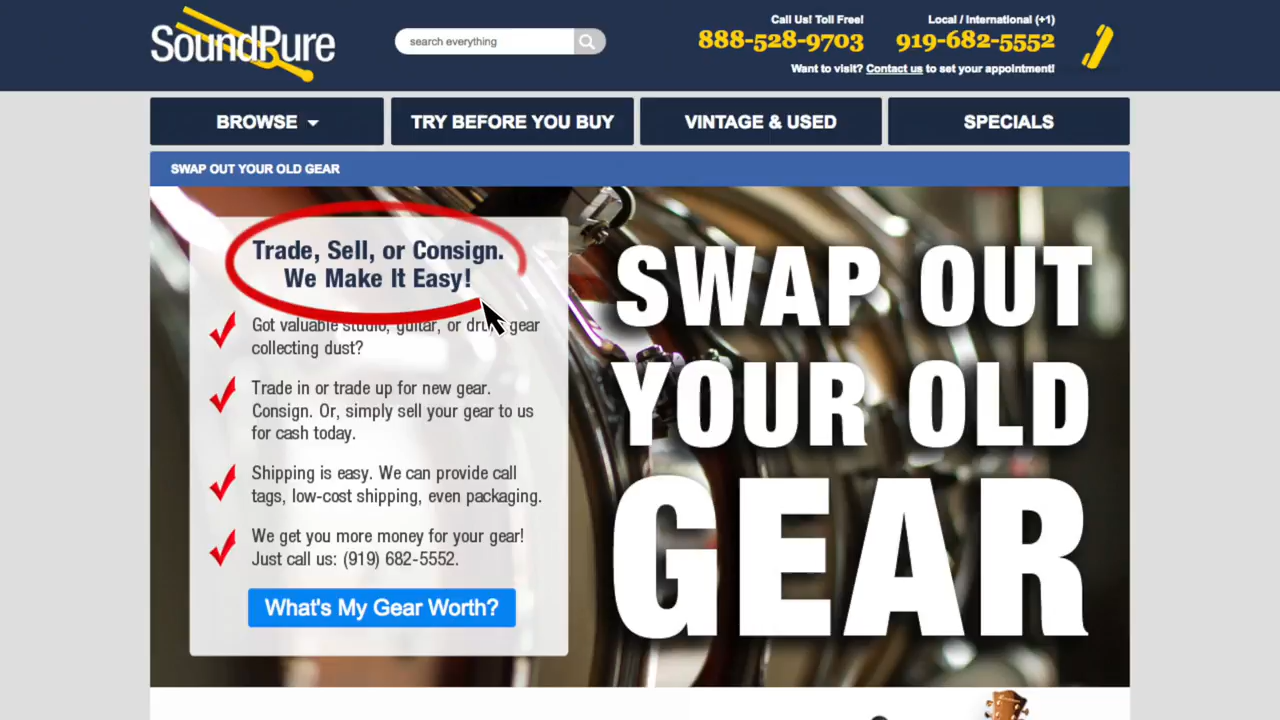 SoundPure
search everything
Call Us! Toll Free!
888-528-9703
Local / International (+1)
919-682-5552
Want to visit? Contact us to set your appointment!
BROWSE
TRY BEFORE YOU BUY
VINTAGE & USED
SPECIALS
SWAP OUT YOUR OLD GEAR
Trade, Sell, or Consign.
We Make It Easy!
Got valuable studio, guitar, or drum gear
collecting dust?
Trade in or trade up for new gear.
Consign. Or, simply sell your gear to us
for cash today.
Shipping is easy. We can provide call
tags, low-cost shipping, even packaging.
We get you more money for your gear!
Just call us: (919) 682-5552.
What's My Gear Worth?
SWAP OUT
YOUR OLD
GEAR